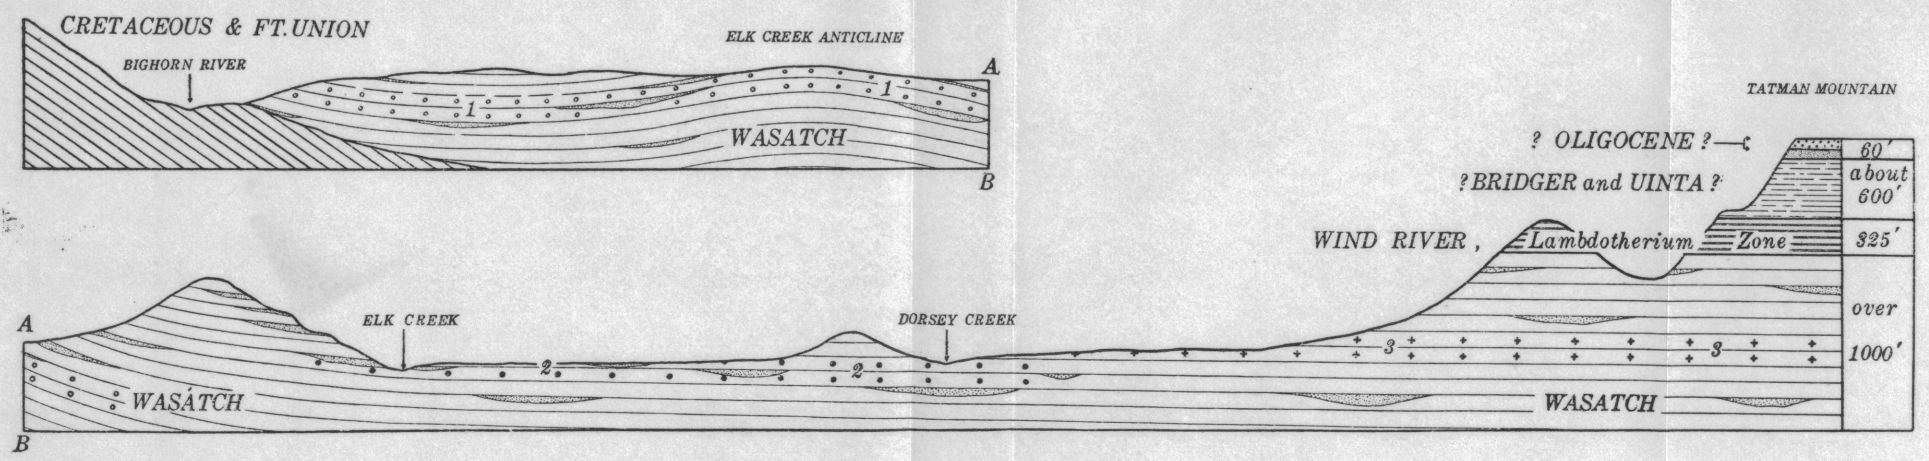 CRETACEOUS & FT. UNION
BIGHORN RIVER
ELK CREEK ANTICLINE
A
1
1
WASATCH
B
TATMAN MOUNTAIN
? OLIGOCENE ?
60′
? BRIDGER and UINTA ?
about
600′
WIND RIVER,
Lambdotherium Zone
325′
A
ELK CREEK
DORSEY CREEK
over
1000′
2
2
3
3
WASATCH
WASATCH
B